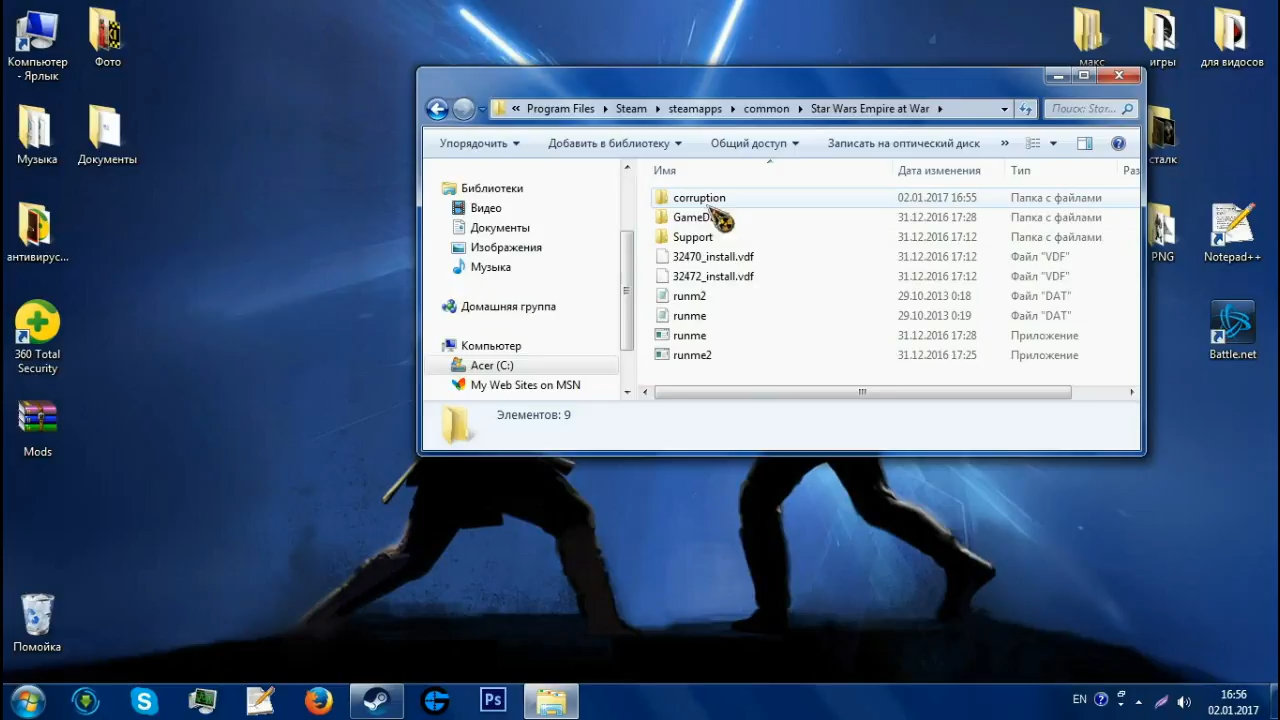 Компьютер - Ярлык
Фото
Музыка
Документы
антивирус...
360 Total Security
Mods
Помойка
макс
игры
для видосов
сталк
PNG
Notepad++
Battle.net
« Program Files Steam steamapps common Star Wars Empire at War
Поиск: Star...
Упорядочить Добавить в библиотеку Общий доступ Записать на оптический диск »
Библиотеки
Видео
Документы
Изображения
Музыка
Домашняя группа
Компьютер
Acer (C:)
My Web Sites on MSN
Имя Дата изменения Тип Раз
corruption 02.01.2017 16:55 Папка с файлами
GameD 31.12.2016 17:28 Папка с файлами
Support 31.12.2016 17:12 Папка с файлами
32470_install.vdf 31.12.2016 17:12 Файл "VDF"
32472_install.vdf 31.12.2016 17:12 Файл "VDF"
runm2 29.10.2013 0:18 Файл "DAT"
runme 29.10.2013 0:19 Файл "DAT"
runme 31.12.2016 17:28 Приложение
runme2 31.12.2016 17:25 Приложение
Элементов: 9
Ps
EN
16:56
02.01.2017